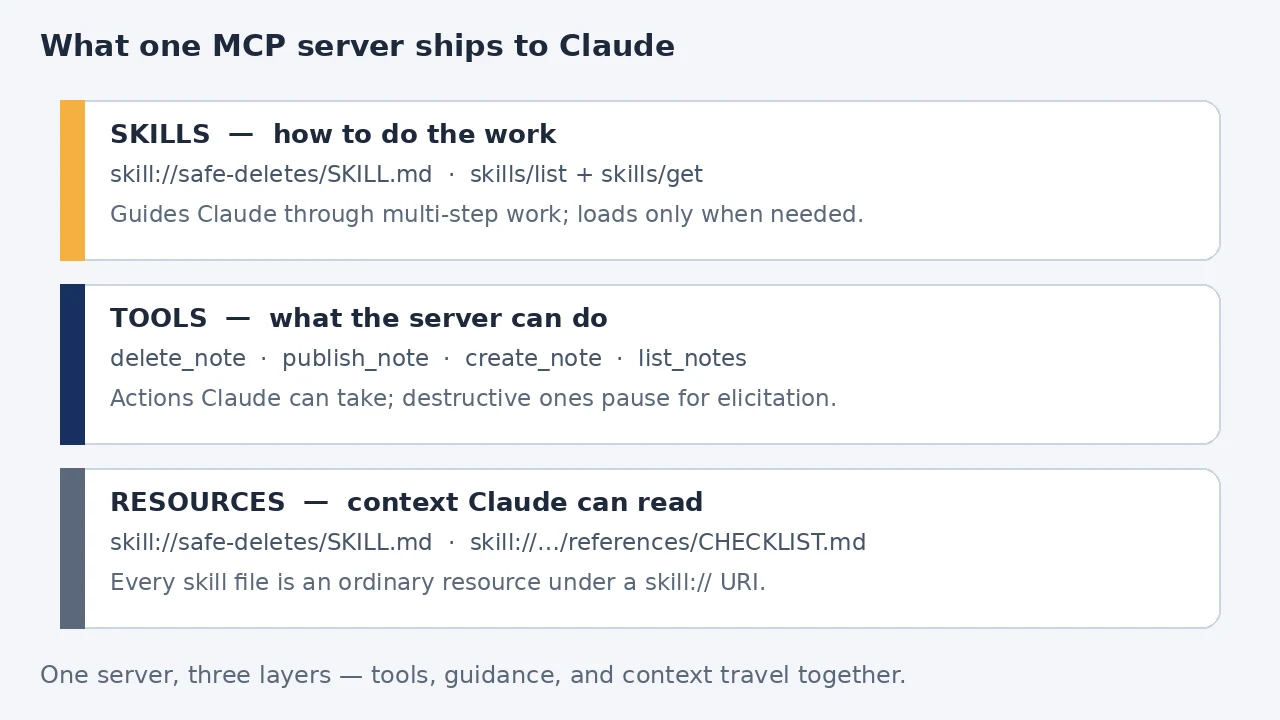 What one MCP server ships to Claude
SKILLS — how to do the work
skill://safe-deletes/SKILL.md · skills/list + skills/get
Guides Claude through multi-step work; loads only when needed.
TOOLS — what the server can do
delete_note · publish_note · create_note · list_notes
Actions Claude can take; destructive ones pause for elicitation.
RESOURCES — context Claude can read
skill://safe-deletes/SKILL.md · skill://…/references/CHECKLIST.md
Every skill file is an ordinary resource under a skill:// URI.
One server, three layers — tools, guidance, and context travel together.